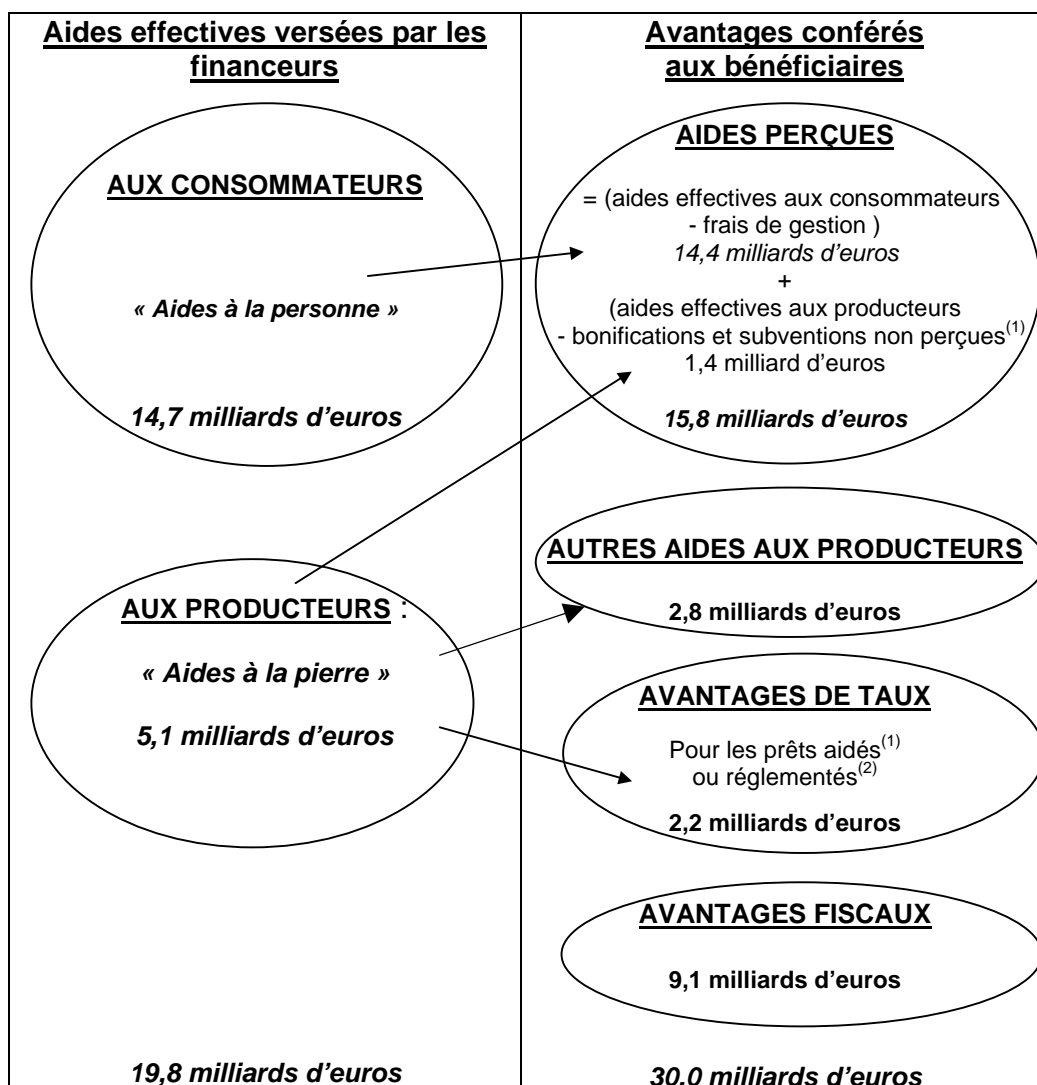 Aides effectives versées par les
financeurs
AUX CONSOMMATEURS
« Aides à la personne »
14,7 milliards d'euros
AUX PRODUCTEURS :
« Aides à la pierre »
5,1 milliards d'euros
19,8 milliards d'euros
Avantages conférés
aux bénéficiaires
AIDES PERÇUES
= (aides effectives aux consommateurs
- frais de gestion )
14,4 milliards d'euros
+
(aides effectives aux producteurs
- bonifications et subventions non perçues(1)
1,4 milliard d'euros
15,8 milliards d'euros
AUTRES AIDES AUX PRODUCTEURS
2,8 milliards d'euros
AVANTAGES DE TAUX
Pour les prêts aidés(1)
ou réglementés(2)
2,2 milliards d'euros
AVANTAGES FISCAUX
9,1 milliards d'euros
30,0 milliards d'euros